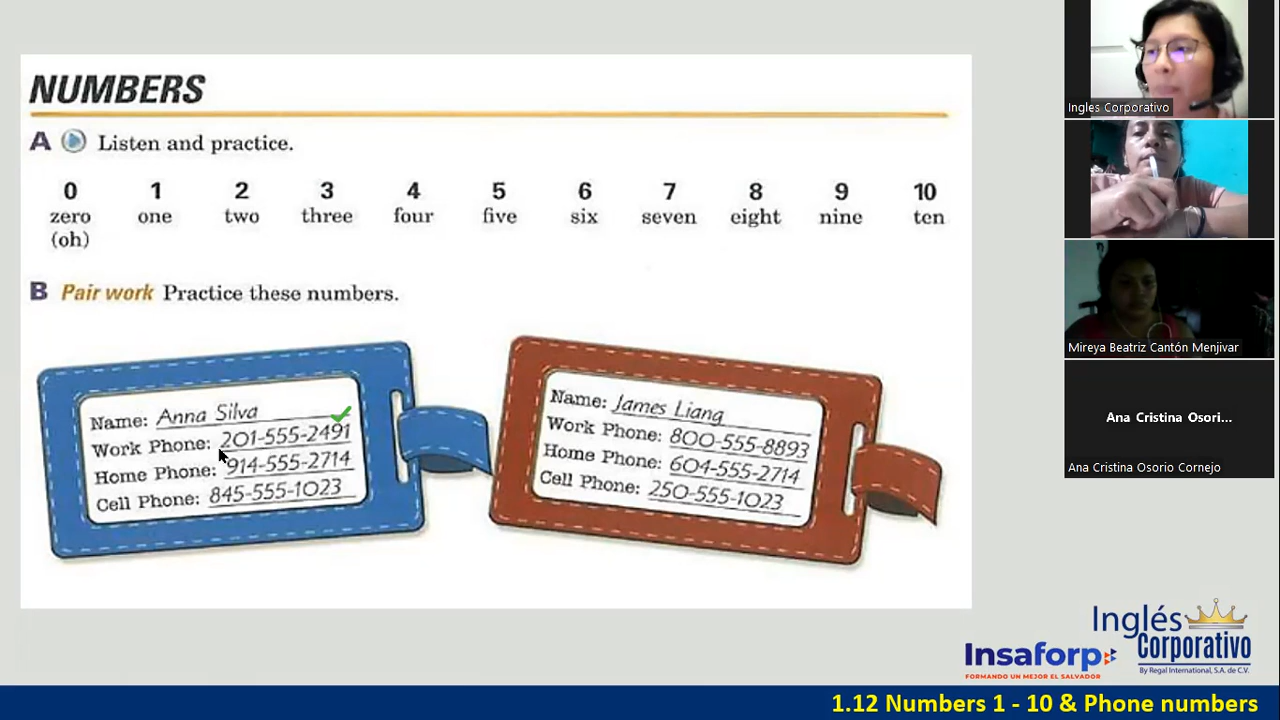 NUMBERS
A Listen and practice.
0 1 2 3 4 5 6 7 8 9 10
zero one two three four five six seven eight nine ten
(oh)
B Pair work Practice these numbers.
Name: Anna Silva
Work Phone: 201-555-2491
Home Phone: 914-555-2714
Cell Phone: 845-555-1023
Name: James Liang
Work Phone: 800-555-8893
Home Phone: 604-555-2714
Cell Phone: 250-555-1023
Ingles Corporativo
Mireya Beatriz Cantón Menjivar
Ana Cristina Osori...
Ana Cristina Osorio Cornejo
Insaforp
FORMANDO UN MEJOR EL SALVADOR
Inglés
Corporativo
By Regal International, S.A. de C.V.
1.12 Numbers 1 - 10 & Phone numbers